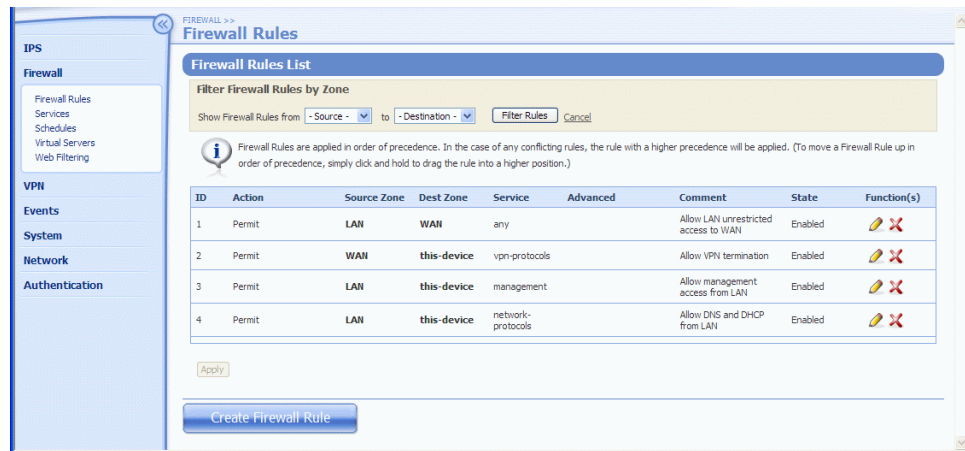 FIREWALL >>
Firewall Rules
IPS
Firewall
Firewall Rules
Services
Schedules
Virtual Servers
Web Filtering
VPN
Events
System
Network
Authentication
Firewall Rules List
Filter Firewall Rules by Zone
Show Firewall Rules from - Source - to - Destination - Filter Rules Cancel
Firewall Rules are applied in order of precedence. In the case of any conflicting rules, the rule with a higher precedence will be applied. (To move a Firewall Rule up in
order of precedence, simply click and hold to drag the rule into a higher position.)
ID Action Source Zone Dest Zone Service Advanced Comment State Function(s)
1 Permit LAN WAN any Allow LAN unrestricted access to WAN Enabled
2 Permit WAN this-device vpn-protocols Allow VPN termination Enabled
3 Permit LAN this-device management Allow management access from LAN Enabled
4 Permit LAN this-device network-protocols Allow DNS and DHCP from LAN Enabled
Apply
Create Firewall Rule